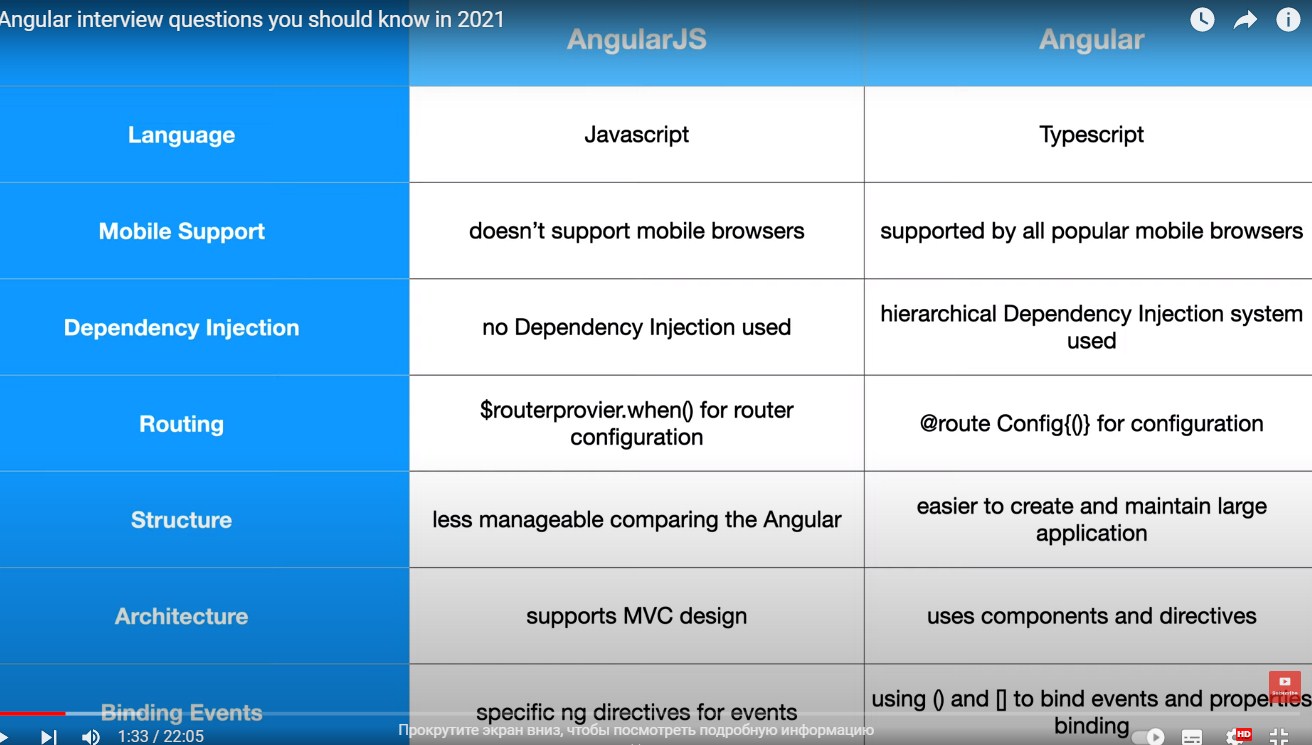 Angular interview questions you should know in 2021
AngularJS
Angular
Language
Javascript
Typescript
Mobile Support
doesn’t support mobile browsers
supported by all popular mobile browsers
Dependency Injection
no Dependency Injection used
hierarchical Dependency Injection system
used
Routing
$routerprovier.when() for router
configuration
@route Config{()} for configuration
Structure
less manageable comparing the Angular
easier to create and maintain large
application
Architecture
supports MVC design
uses components and directives
Binding Events
specific ng directives for events
using () and [] to bind events and properties
binding
Прокрутите экран вниз, чтобы посмотреть подробную информацию
1:33 / 22:05
HD